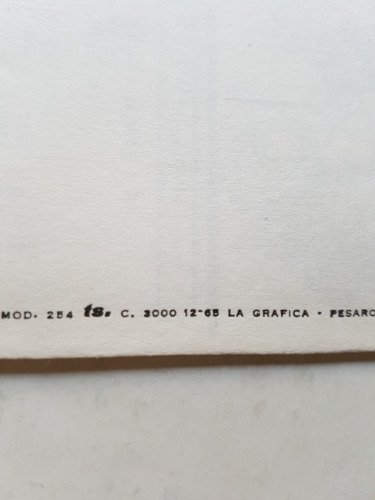 MOD. 254 ts. C. 3000 12-65 LA GRAFICA - PESARO